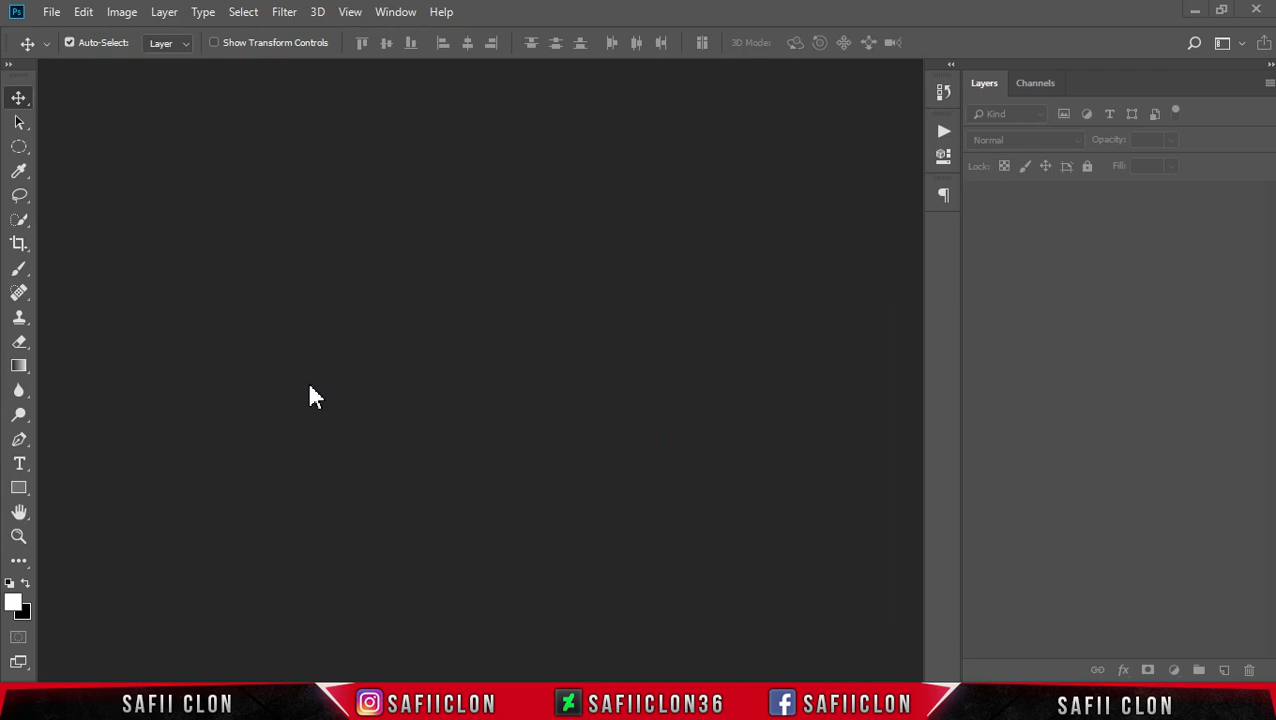 Ps File Edit Image Layer Type Select Filter 3D View Window Help
Auto-Select: Layer Show Transform Controls 3D Mode:
Layers Channels
Kind
Normal Opacity:
Lock: Fill:
T
SAFII CLON SAFIICLON SAFIICLON36 SAFIICLON SAFII CLON